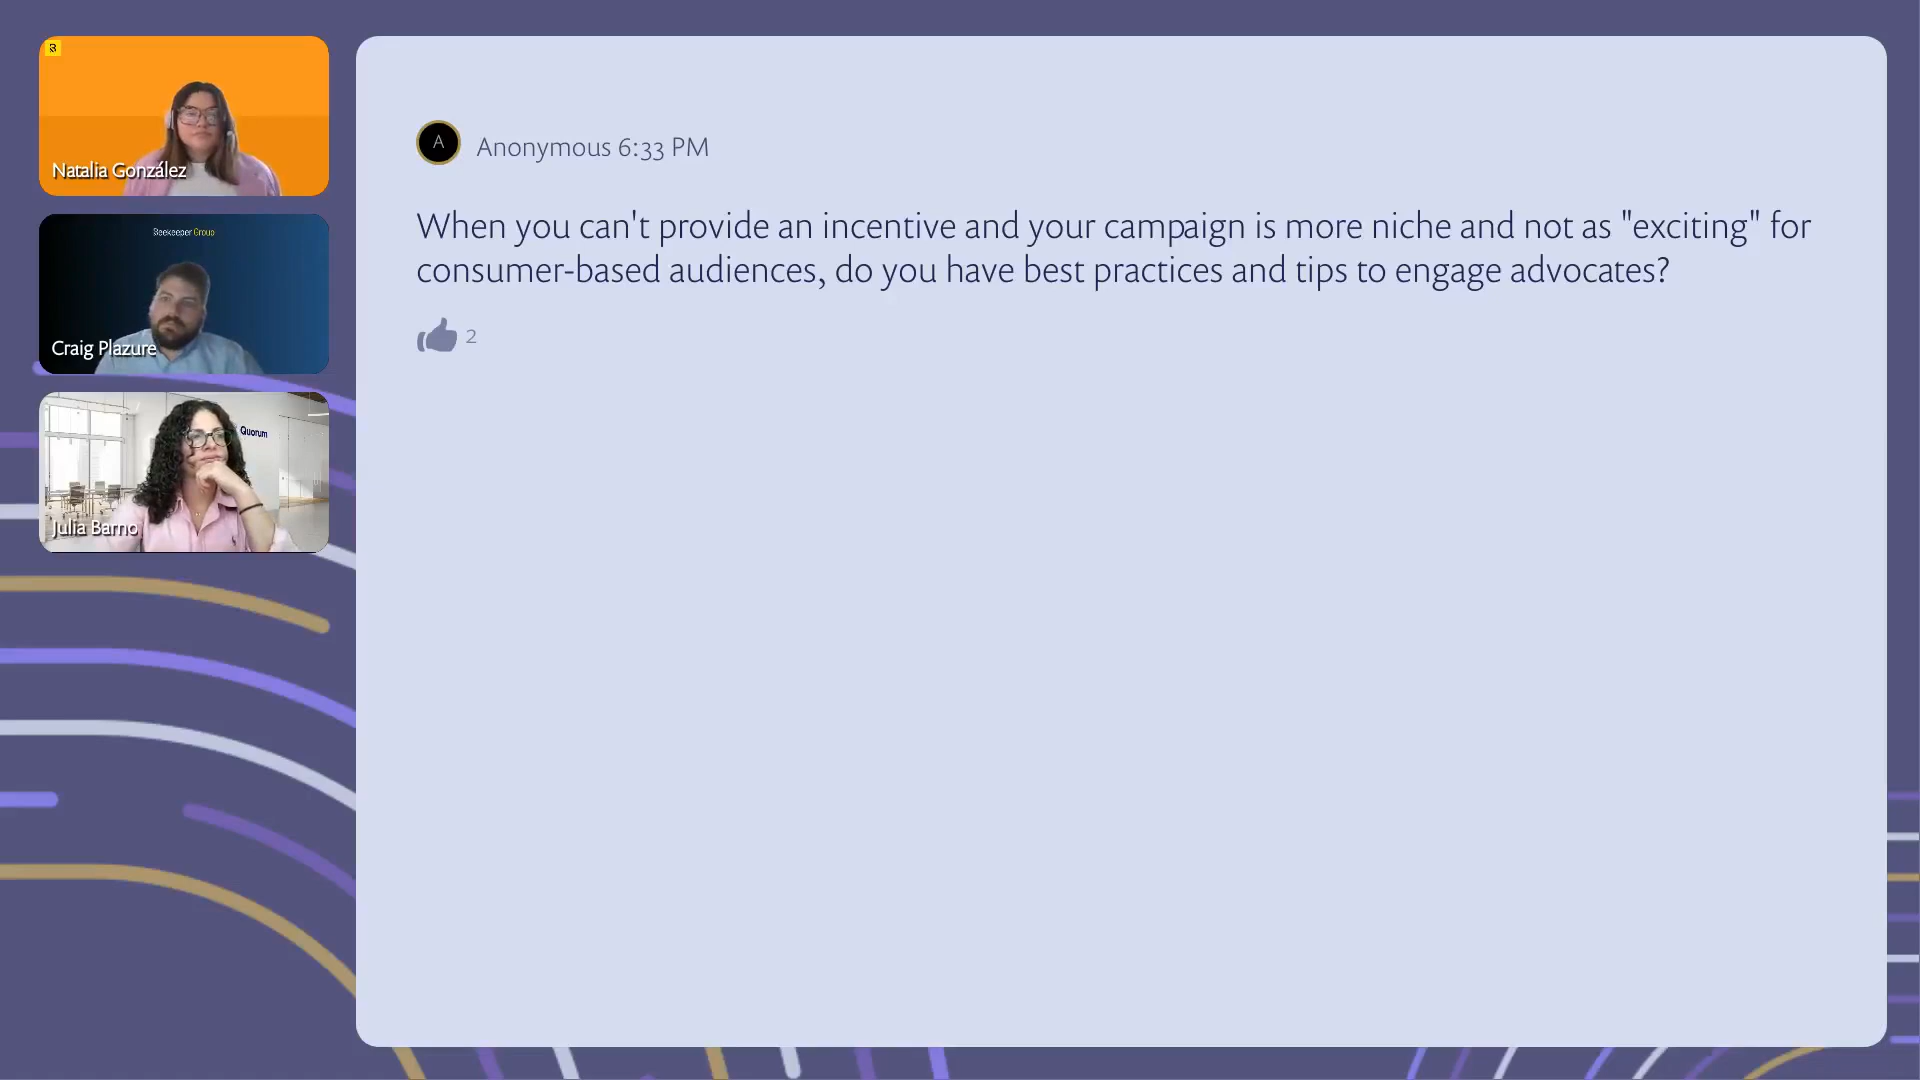 Natalia González
Beekeeper Group
Craig Plazure
Quorum
Julia Barno
A
Anonymous 6:33 PM
When you can't provide an incentive and your campaign is more niche and not as "exciting" for
consumer-based audiences, do you have best practices and tips to engage advocates?
2